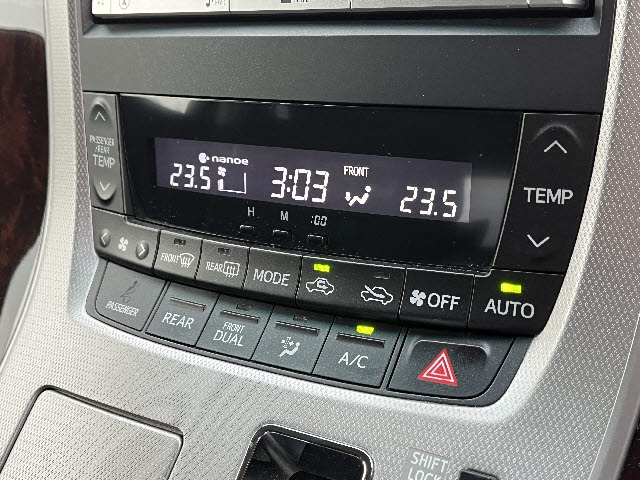 PASSENGER
/REAR
TEMP
nanoe
23.5
3:03
FRONT
23.5
TEMP
H M :00
FRONT
REAR
MODE
OFF
AUTO
PASSENGER
REAR
FRONT
DUAL
A/C
SHIFT
LOCK